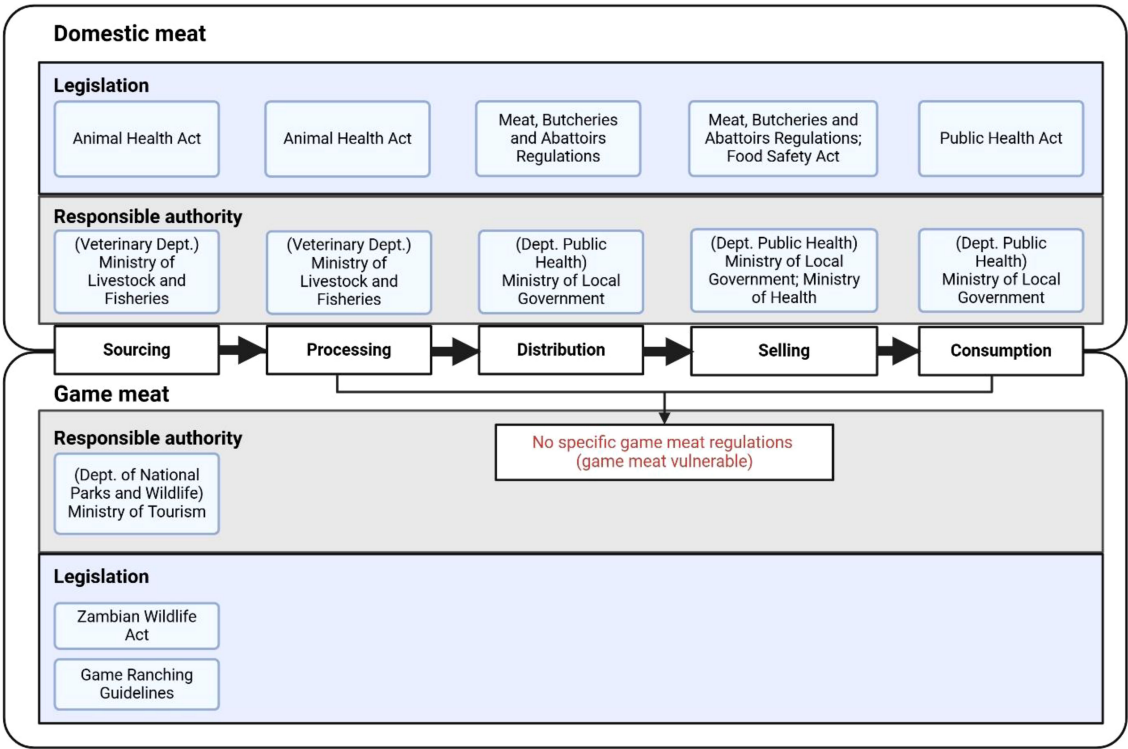 Domestic meat
Legislation
Animal Health Act
Animal Health Act
Meat, Butcheries
and Abattoirs
Regulations
Meat, Butcheries and
Abattoirs Regulations;
Food Safety Act
Public Health Act
Responsible authority
(Veterinary Dept.)
Ministry of
Livestock and
Fisheries
(Veterinary Dept.)
Ministry of
Livestock and
Fisheries
(Dept. Public
Health)
Ministry of Local
Government
(Dept. Public Health)
Ministry of Local
Government; Ministry
of Health
(Dept. Public
Health)
Ministry of Local
Government
Sourcing
Processing
Distribution
Selling
Consumption
Game meat
Responsible authority
No specific game meat regulations
(game meat vulnerable)
(Dept. of National
Parks and Wildlife)
Ministry of Tourism
Legislation
Zambian Wildlife
Act
Game Ranching
Guidelines